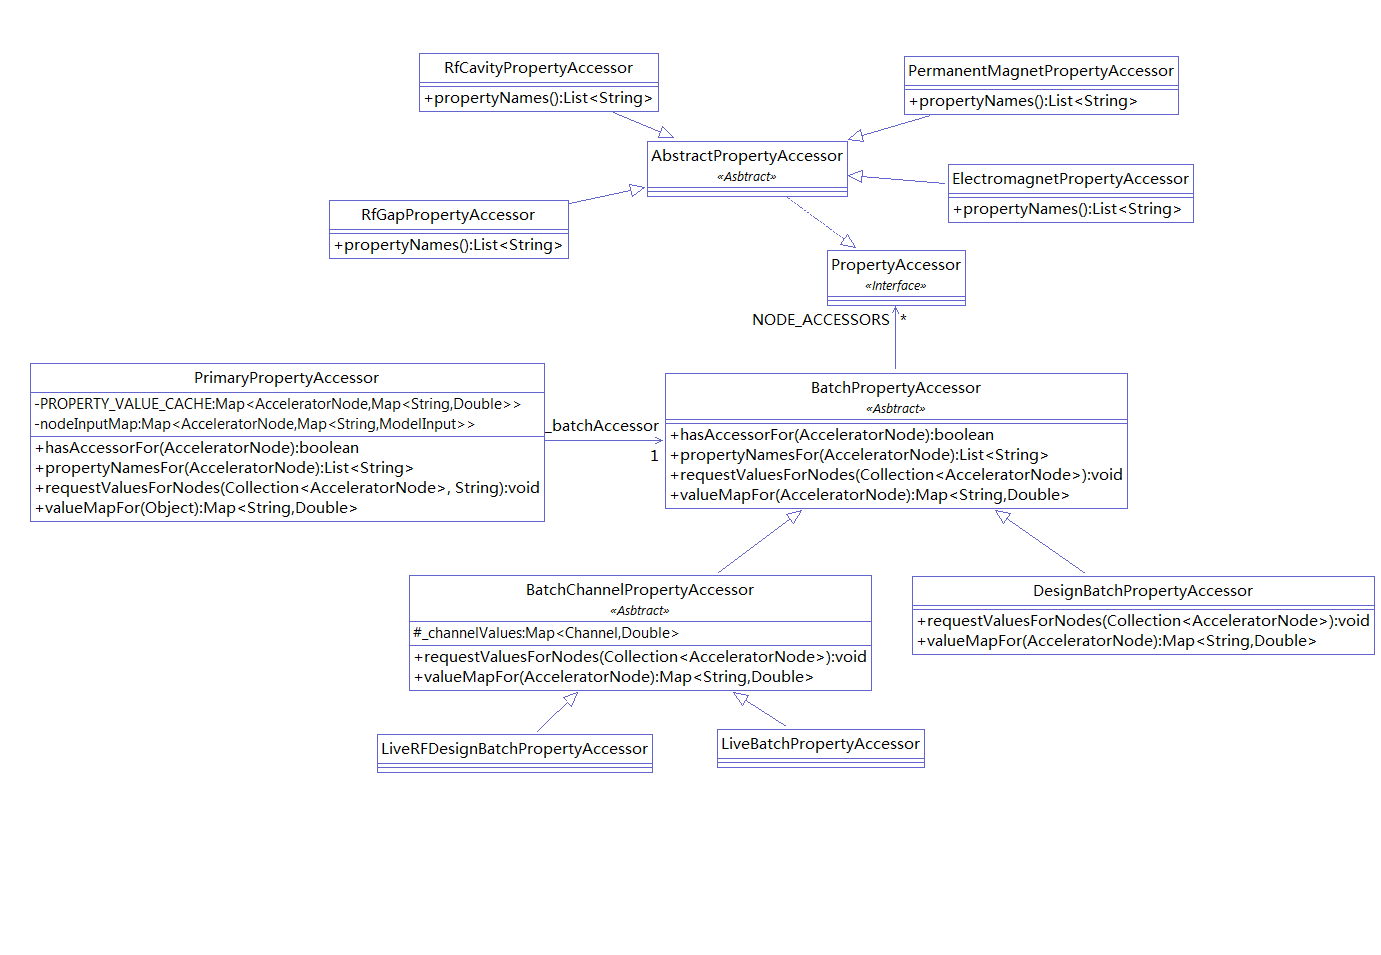 RfCavityPropertyAccessor
+propertyNames():List<String>
PermanentMagnetPropertyAccessor
+propertyNames():List<String>
AbstractPropertyAccessor
«Asbtract»
ElectromagnetPropertyAccessor
+propertyNames():List<String>
RfGapPropertyAccessor
+propertyNames():List<String>
PropertyAccessor
«Interface»
NODE_ACCESSORS *
PrimaryPropertyAccessor
-PROPERTY_VALUE_CACHE:Map<AcceleratorNode,Map<String,Double>>
-nodeInputMap:Map<AcceleratorNode,Map<String,ModelInput>>
+hasAccessorFor(AcceleratorNode):boolean
+propertyNamesFor(AcceleratorNode):List<String>
+requestValuesForNodes(Collection<AcceleratorNode>, String):void
+valueMapFor(Object):Map<String,Double>
_batchAccessor
1
BatchPropertyAccessor
«Asbtract»
+hasAccessorFor(AcceleratorNode):boolean
+propertyNamesFor(AcceleratorNode):List<String>
+requestValuesForNodes(Collection<AcceleratorNode>):void
+valueMapFor(AcceleratorNode):Map<String,Double>
BatchChannelPropertyAccessor
«Asbtract»
#_channelValues:Map<Channel,Double>
+requestValuesForNodes(Collection<AcceleratorNode>):void
+valueMapFor(AcceleratorNode):Map<String,Double>
DesignBatchPropertyAccessor
+requestValuesForNodes(Collection<AcceleratorNode>):void
+valueMapFor(AcceleratorNode):Map<String,Double>
LiveRFDesignBatchPropertyAccessor
LiveBatchPropertyAccessor